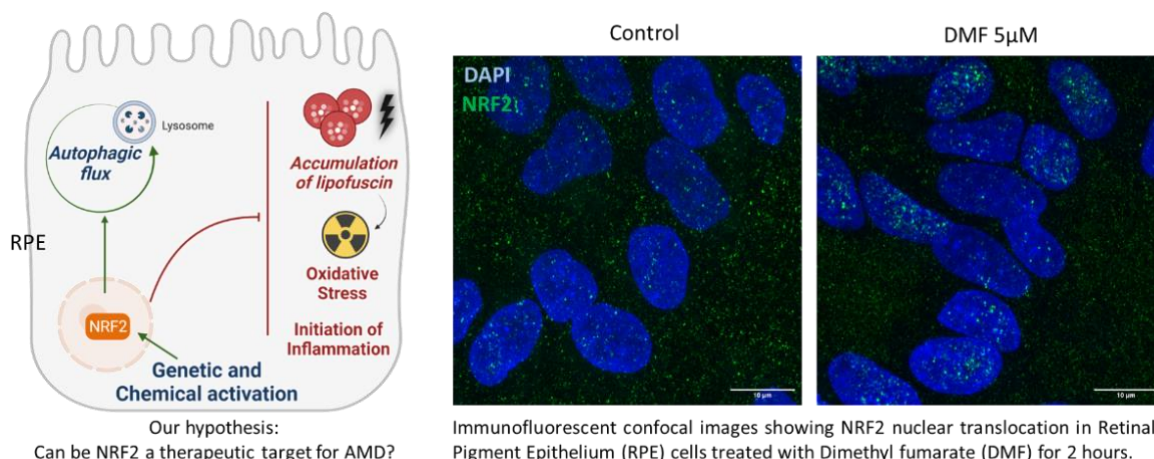 Lysosome
Autophagic
flux
RPE
NRF2
Genetic and
Chemical activation
Accumulation
of lipofuscin
Oxidative
Stress
Initiation of
Inflammation
Our hypothesis:
Can be NRF2 a therapeutic target for AMD?
Control
DAPI
NRF2
10 µm
DMF 5µM
10 µm
Immunofluorescent confocal images showing NRF2 nuclear translocation in Retinal
Pigment Epithelium (RPE) cells treated with Dimethyl fumarate (DMF) for 2 hours.